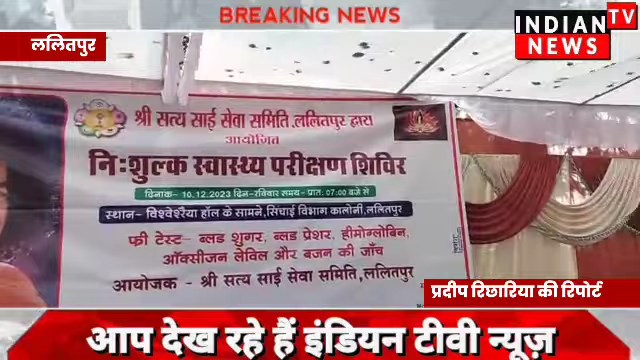 BREAKING NEWS
INDIAN TV
NEWS
ललितपुर
श्री सत्य साई सेवा समिति,ललितपुर द्वारा
आयोजित
निःशुल्क स्वास्थ्य परीक्षण शिविर
दिनाक- 10.12.2023 दिन-रविवार समय- प्रात: 07:00 बजे से
स्थान- विश्वेश्रैया हॉल के सामने,सिंचाई विभाग कालोनी,ललितपुर
फ्री टेस्ट- ब्लड शुगर, ब्लड प्रेशर, हीमोग्लोबिन,
ऑक्सीजन लेविल और बजन की जाँच
आयोजक - श्री सत्य साई सेवा समिति,ललितपुर
प्रदीप रिछारिया की रिपोर्ट
आप देख रहे हैं इंडियन टीवी न्यूज़